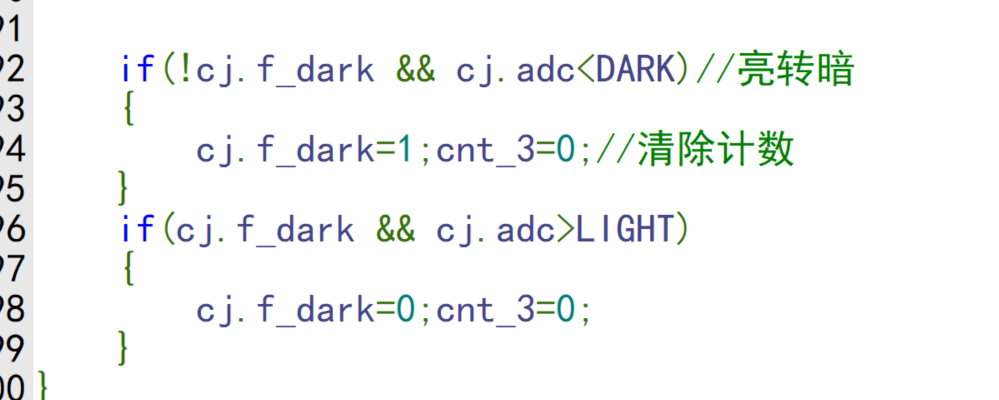 91
92 if(!cj.f_dark && cj.adc<DARK)//亮转暗
93 {
94 cj.f_dark=1;cnt_3=0;//清除计数
95 }
96 if(cj.f_dark && cj.adc>LIGHT)
97 {
98 cj.f_dark=0;cnt_3=0;
99 }
00 }